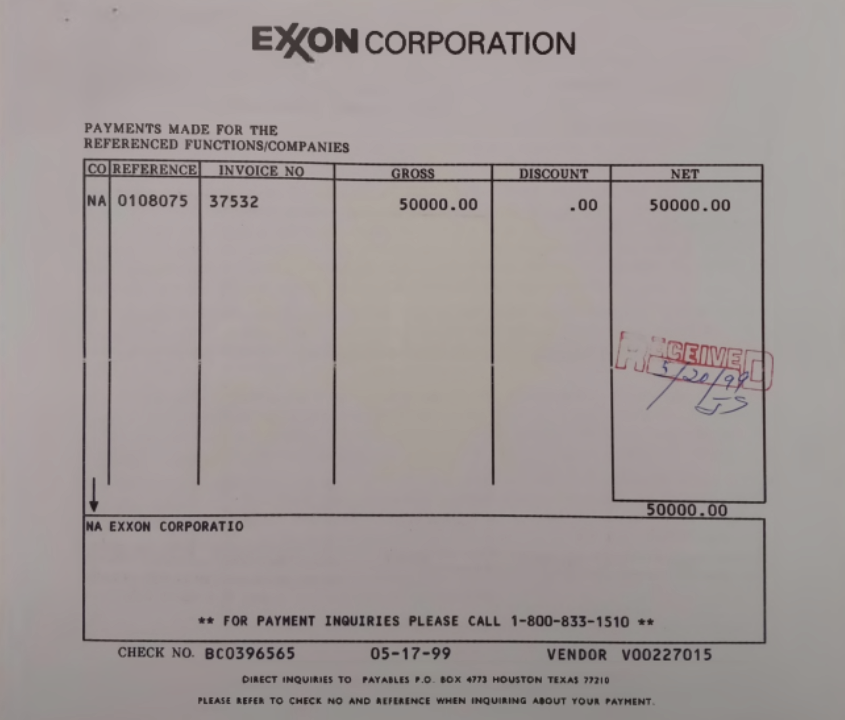 EXXON CORPORATION
PAYMENTS MADE FOR THE
REFERENCED FUNCTIONS/COMPANIES
CO REFERENCE INVOICE NO GROSS DISCOUNT NET
NA 0108075 37532 50000.00 .00 50000.00
RECEIVED
5/20/99
JS
50000.00
NA EXXON CORPORATIO
** FOR PAYMENT INQUIRIES PLEASE CALL 1-800-833-1510 **
CHECK NO. BC0396565 05-17-99 VENDOR V00227015
DIRECT INQUIRIES TO PAYABLES P.O. BOX 4773 HOUSTON TEXAS 77210
PLEASE REFER TO CHECK NO AND REFERENCE WHEN INQUIRING ABOUT YOUR PAYMENT.